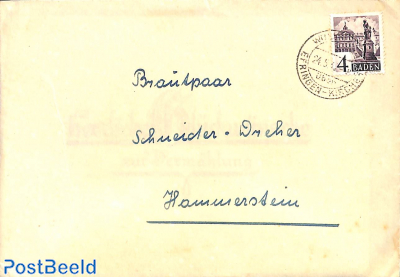 Brautpaar
Schneider-Dreher
Hammerstein
4
BADEN
EFRINGEN-KIRCHEN
PostBeeld